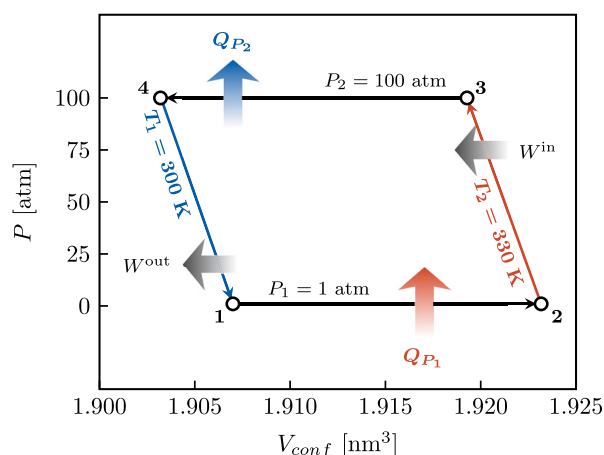 Q_{P_2}
4
P_2 = 100 atm
3
100
T_1 = 300 K
T_2 = 330 K
75
W^{in}
P [atm]
50
25
W^{out}
P_1 = 1 atm
0
1
2
Q_{P_1}
1.900
1.905
1.910
1.915
1.920
1.925
V_{conf} [nm^3]